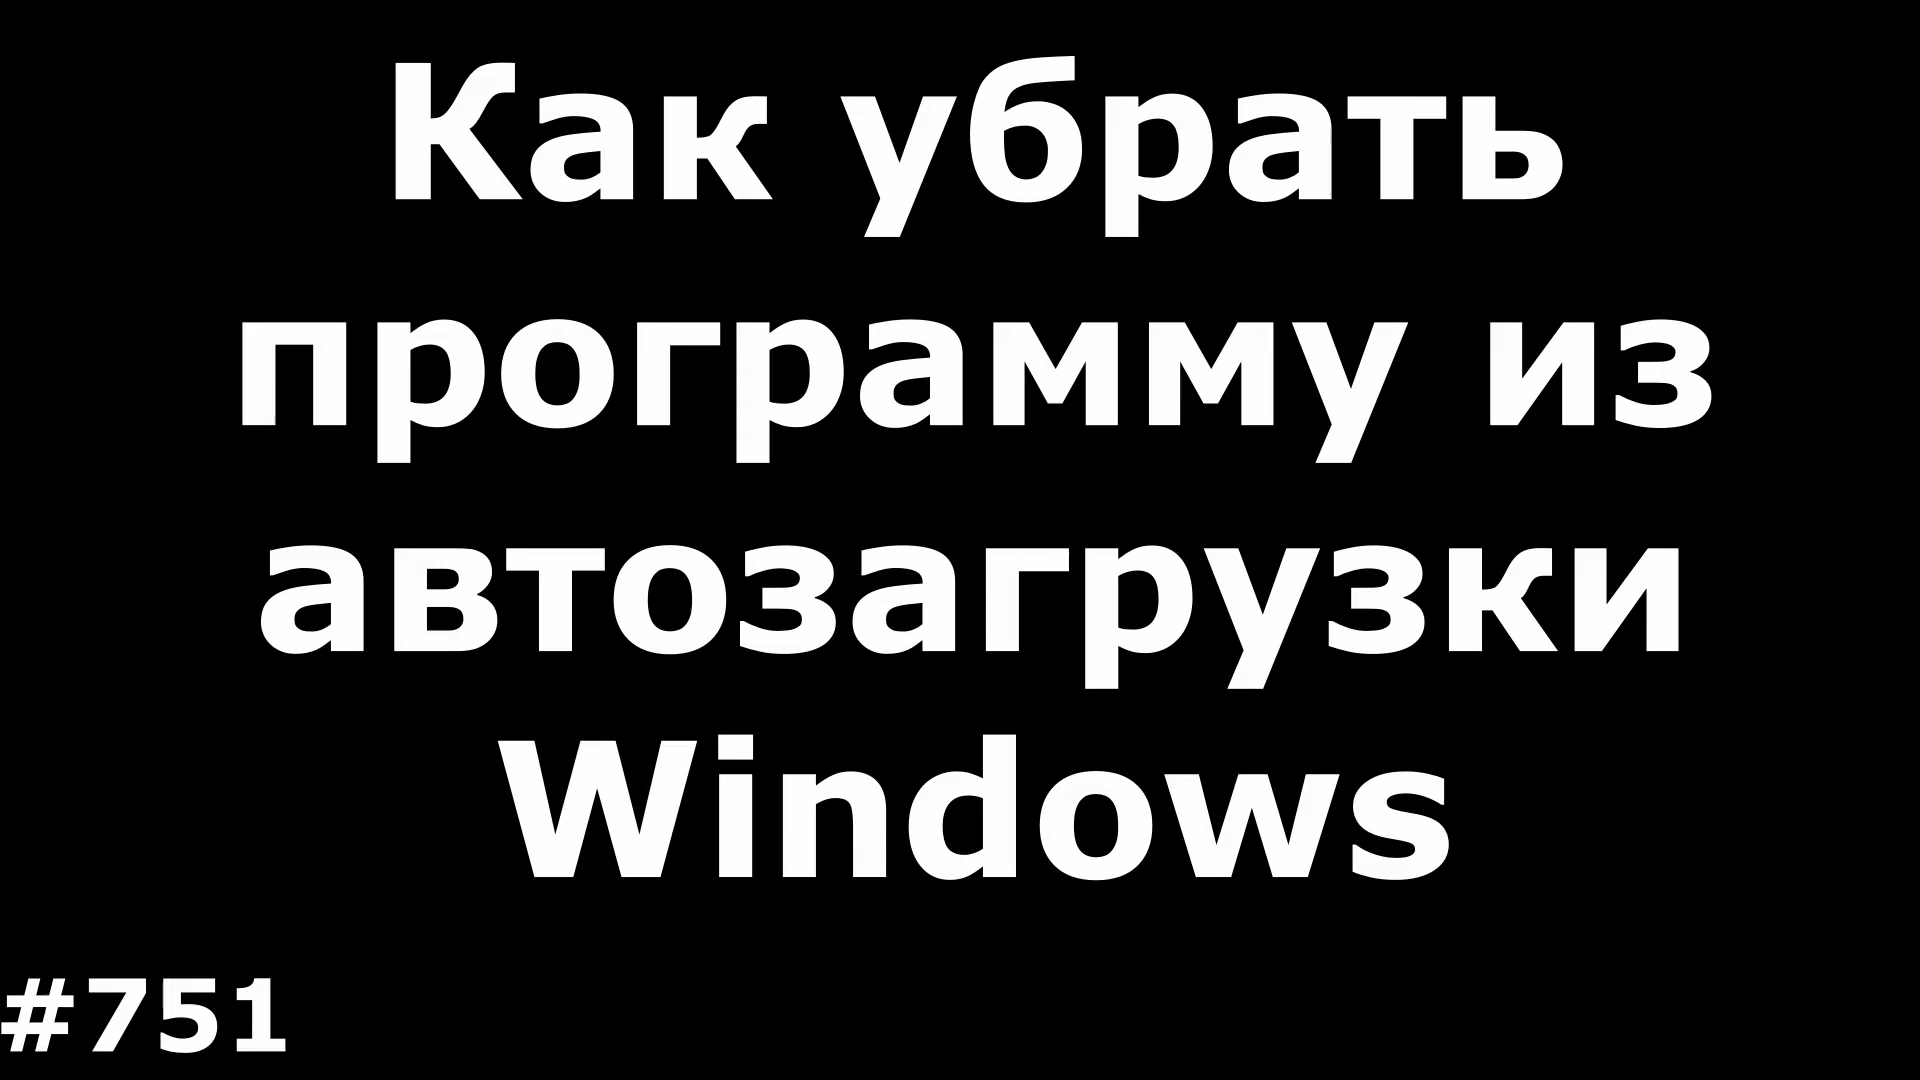 Как убрать
программу из
автозагрузки
Windows
#751